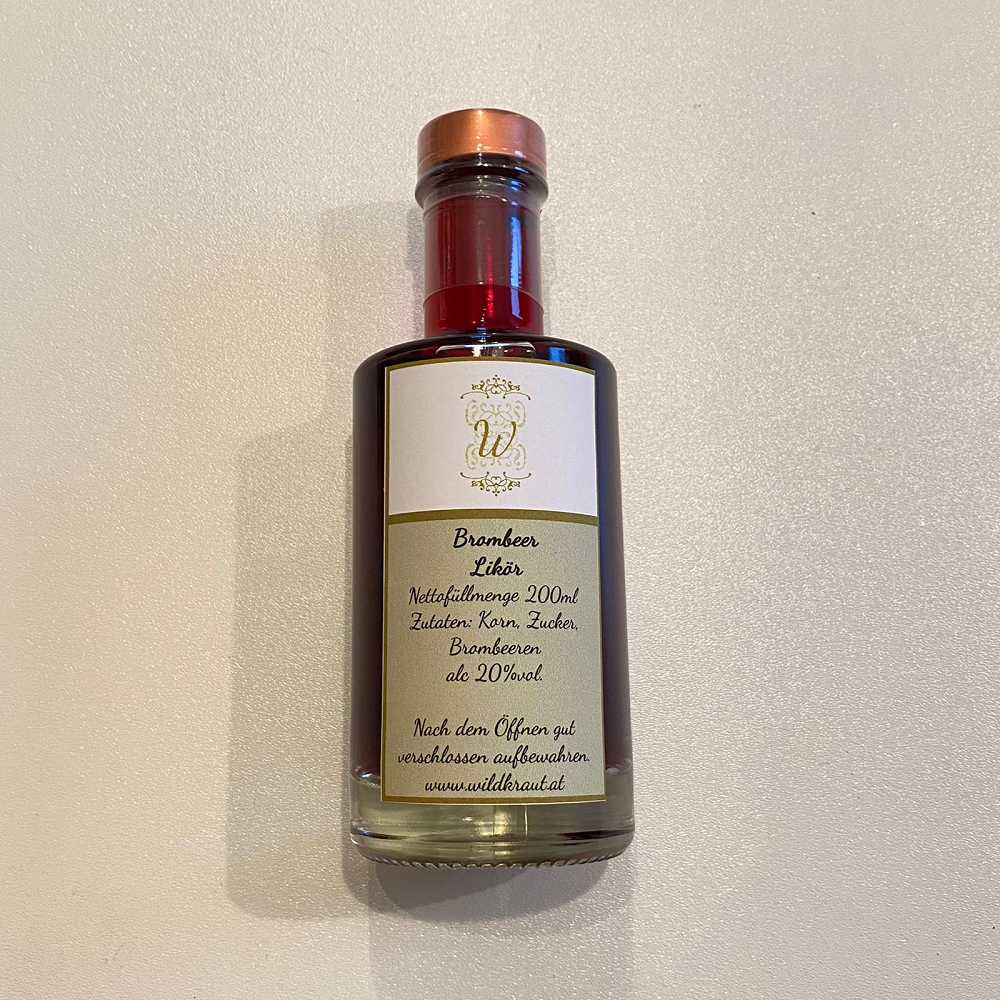 W
Brombeer
Likör
Nettofüllmenge 200ml
Zutaten: Korn, Zucker,
Brombeeren
alc 20%vol.
Nach dem Öffnen gut
verschlossen aufbewahren.
www.wildkraut.at